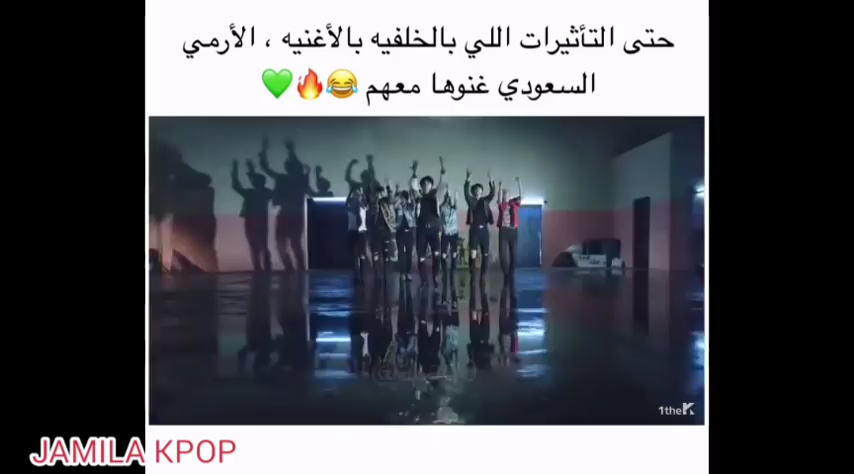 حتى التأثيرات اللي بالخلفيه بالأغنيه ، الأرمي
السعودي غنوها معهم 😂🔥💚
1theK
JAMILA KPOP